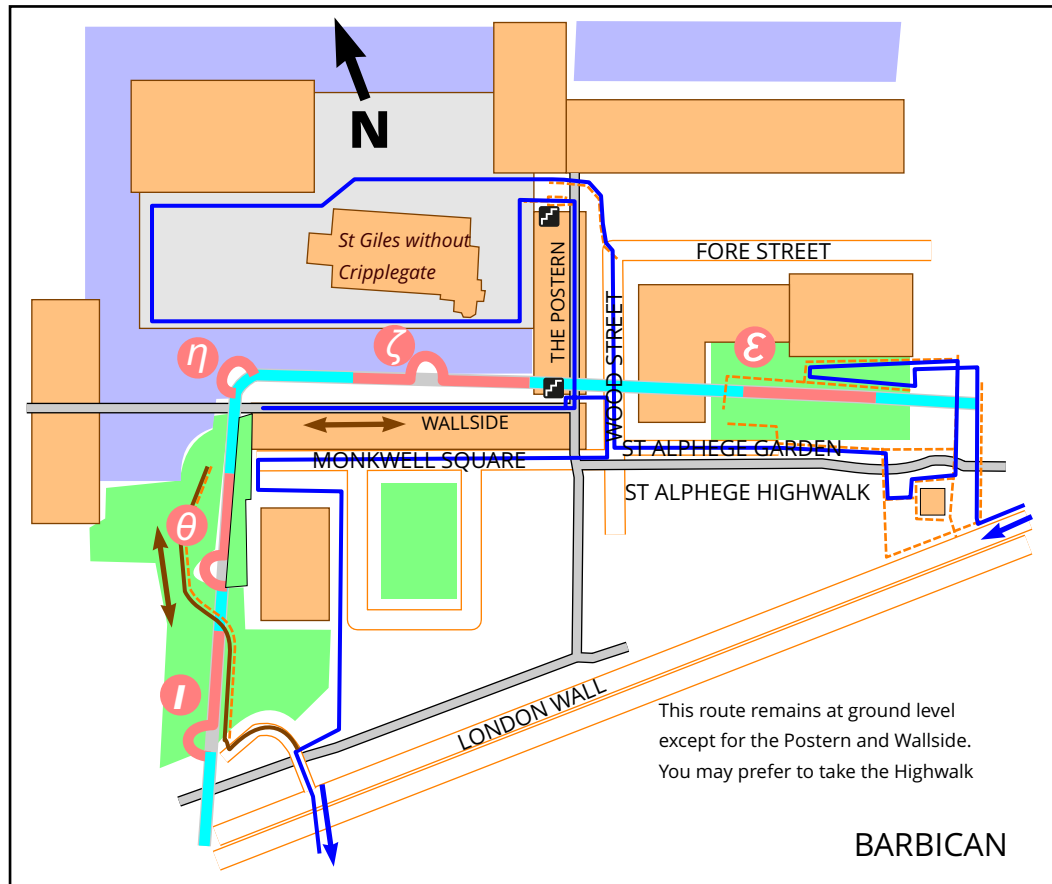 N
St Giles without
Cripplegate
THE POSTERN
WOOD STREET
FORE STREET
ε
ζ
η
WALLSIDE
MONKWELL SQUARE
ST ALPHEGE GARDEN
ST ALPHEGE HIGHWALK
θ
ι
LONDON WALL
This route remains at ground level
except for the Postern and Wallside.
You may prefer to take the Highwalk
BARBICAN